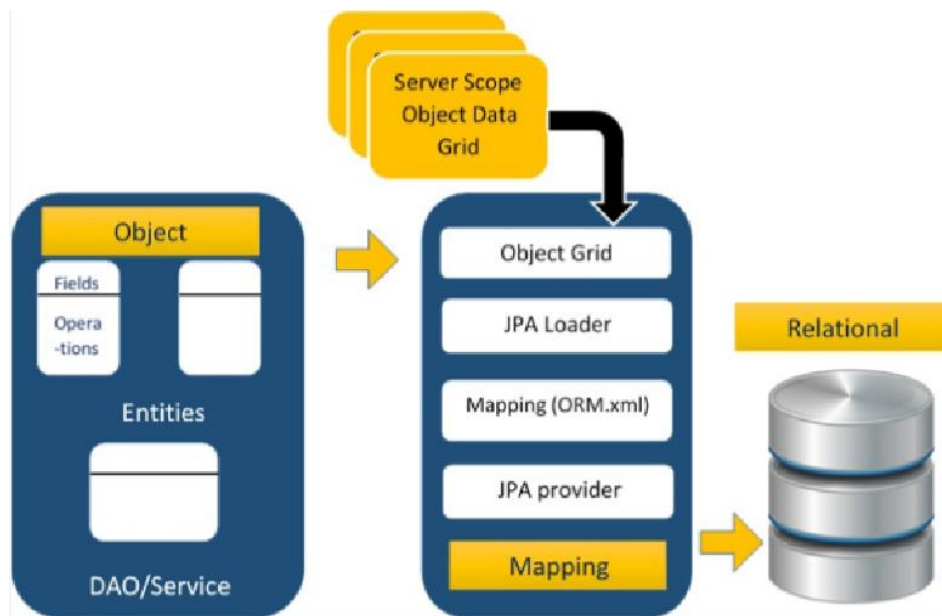 Server Scope
Object Data
Grid
Object
Fields
Opera
-tions
Entities
DAO/Service
Object Grid
JPA Loader
Mapping (ORM.xml)
JPA provider
Mapping
Relational